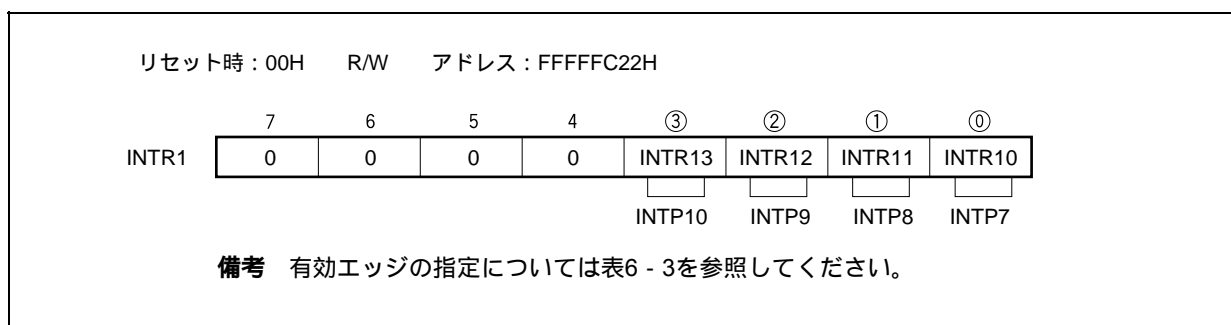 リセット時：00H R/W アドレス：FFFFFC22H
7 6 5 4 ③ ② ① ⓪
INTR1 0 0 0 0 INTR13 INTR12 INTR11 INTR10
INTP10 INTP9 INTP8 INTP7
備考 有効エッジの指定については表6 - 3を参照してください。